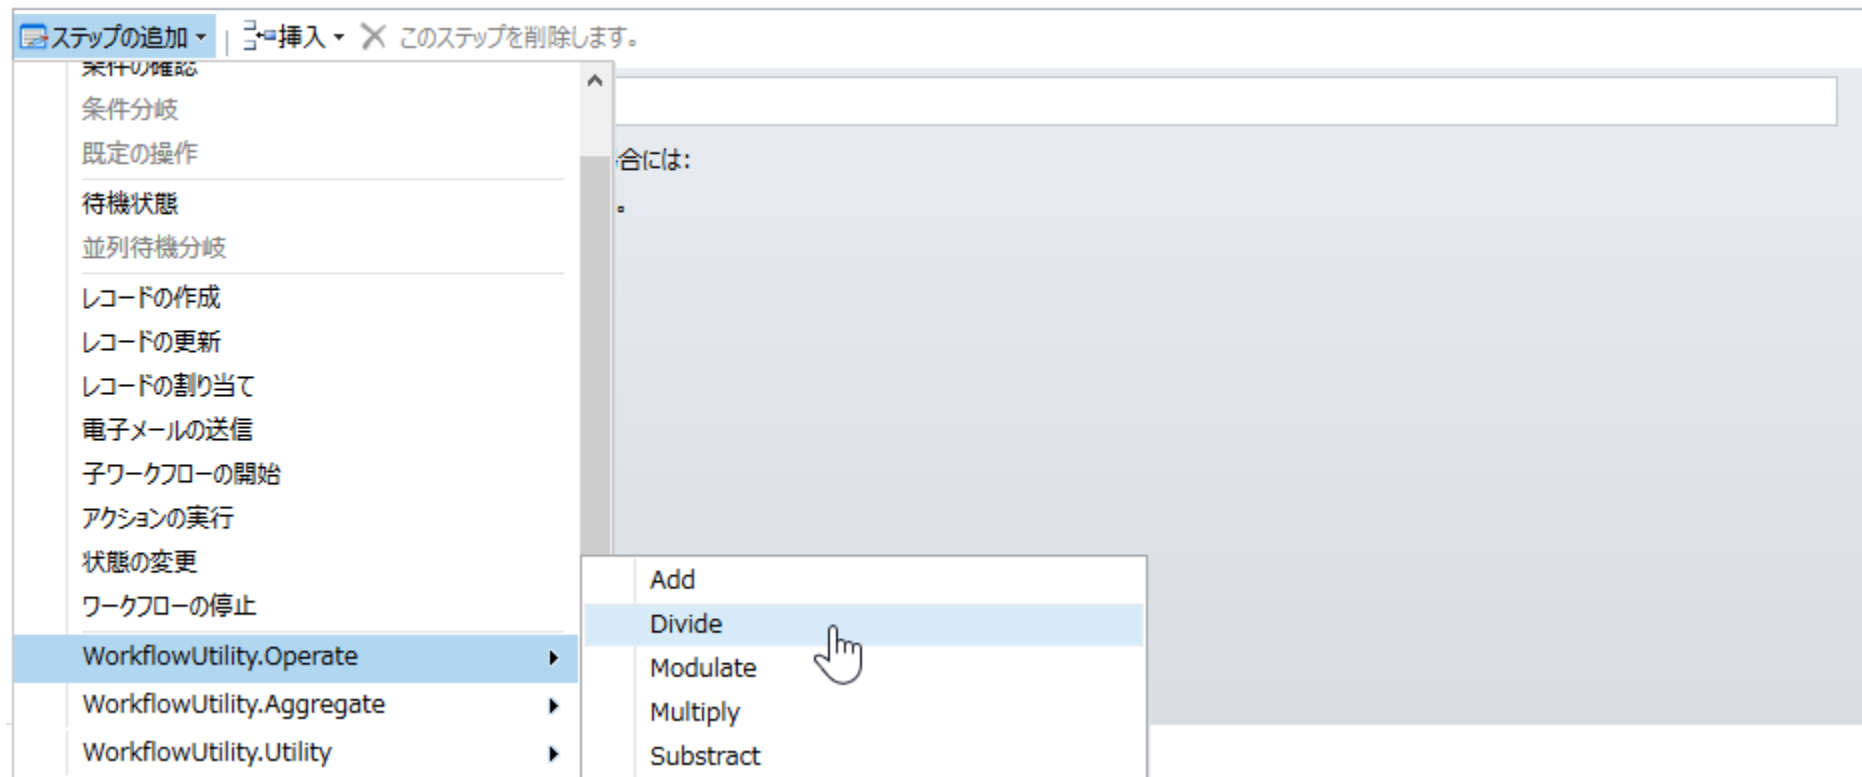 ステップの追加 | 挿入 このステップを削除します。
条件の確認
条件分岐
既定の操作
合には:
待機状態
。
並列待機分岐
レコードの作成
レコードの更新
レコードの割り当て
電子メールの送信
子ワークフローの開始
アクションの実行
状態の変更
ワークフローの停止
WorkflowUtility.Operate
WorkflowUtility.Aggregate
WorkflowUtility.Utility
Add
Divide
Modulate
Multiply
Substract